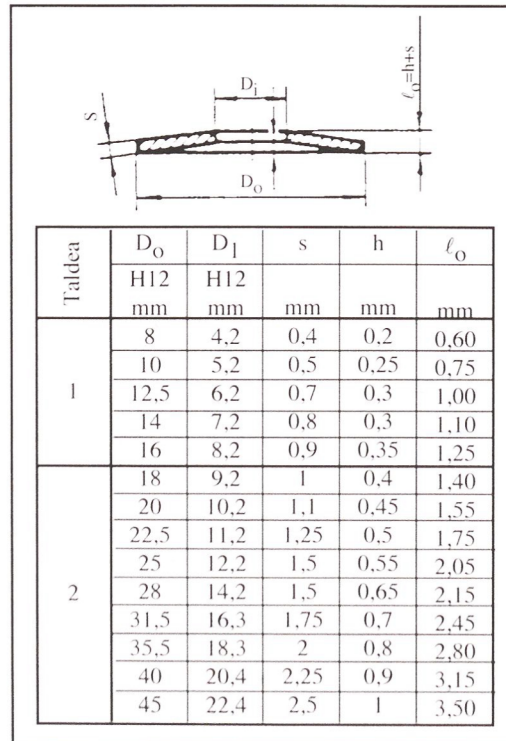 D_i
ℓ_o=h+s
S
D_o
Taldea D_O D_1 s h ℓ_o
H12 H12
mm mm mm mm mm
1
8 4,2 0,4 0,2 0,60
10 5,2 0,5 0,25 0,75
12,5 6,2 0,7 0,3 1,00
14 7,2 0,8 0,3 1,10
16 8,2 0,9 0,35 1,25
2
18 9,2 1 0,4 1,40
20 10,2 1,1 0,45 1,55
22,5 11,2 1,25 0,5 1,75
25 12,2 1,5 0,55 2,05
28 14,2 1,5 0,65 2,15
31,5 16,3 1,75 0,7 2,45
35,5 18,3 2 0,8 2,80
40 20,4 2,25 0,9 3,15
45 22,4 2,5 1 3,50